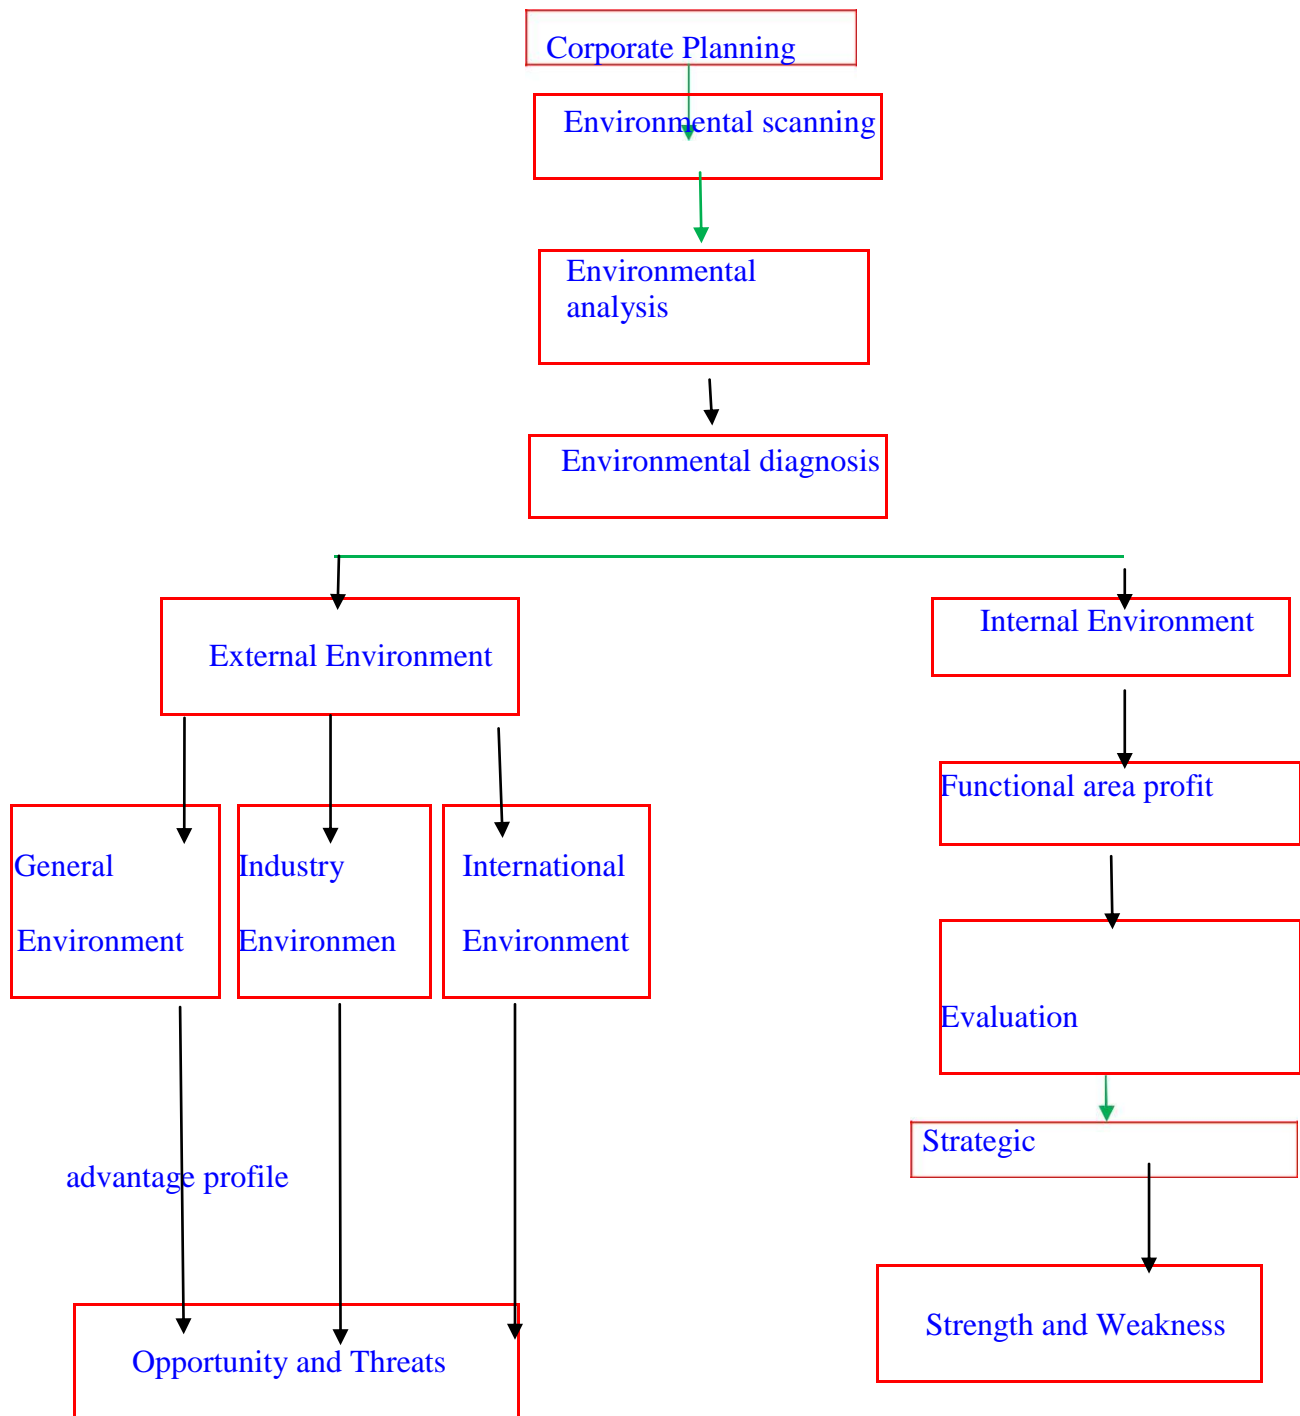 Corporate Planning
Environmental scanning
Environmental
analysis
Environmental diagnosis
External Environment
Internal Environment
Functional area profit
General
Environment
Industry
Environmen
International
Environment
Evaluation
Strategic
advantage profile
Strength and Weakness
Opportunity and Threats